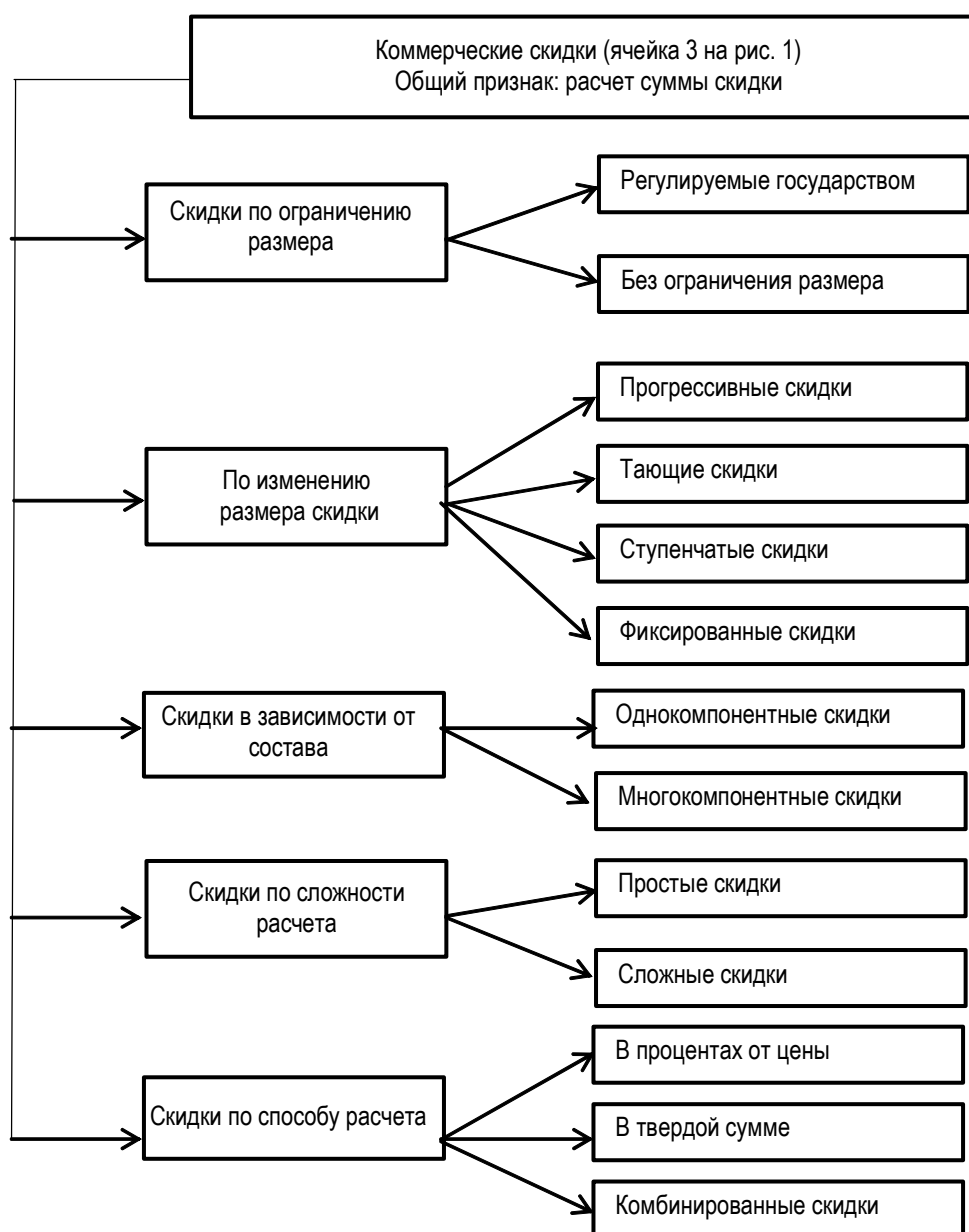 Коммерческие скидки (ячейка 3 на рис. 1)
Общий признак: расчет суммы скидки
Скидки по ограничению
размера
Регулируемые государством
Без ограничения размера
По изменению
размера скидки
Прогрессивные скидки
Тающие скидки
Ступенчатые скидки
Фиксированные скидки
Скидки в зависимости от
состава
Однокомпонентные скидки
Многокомпонентные скидки
Скидки по сложности
расчета
Простые скидки
Сложные скидки
Скидки по способу расчета
В процентах от цены
В твердой сумме
Комбинированные скидки